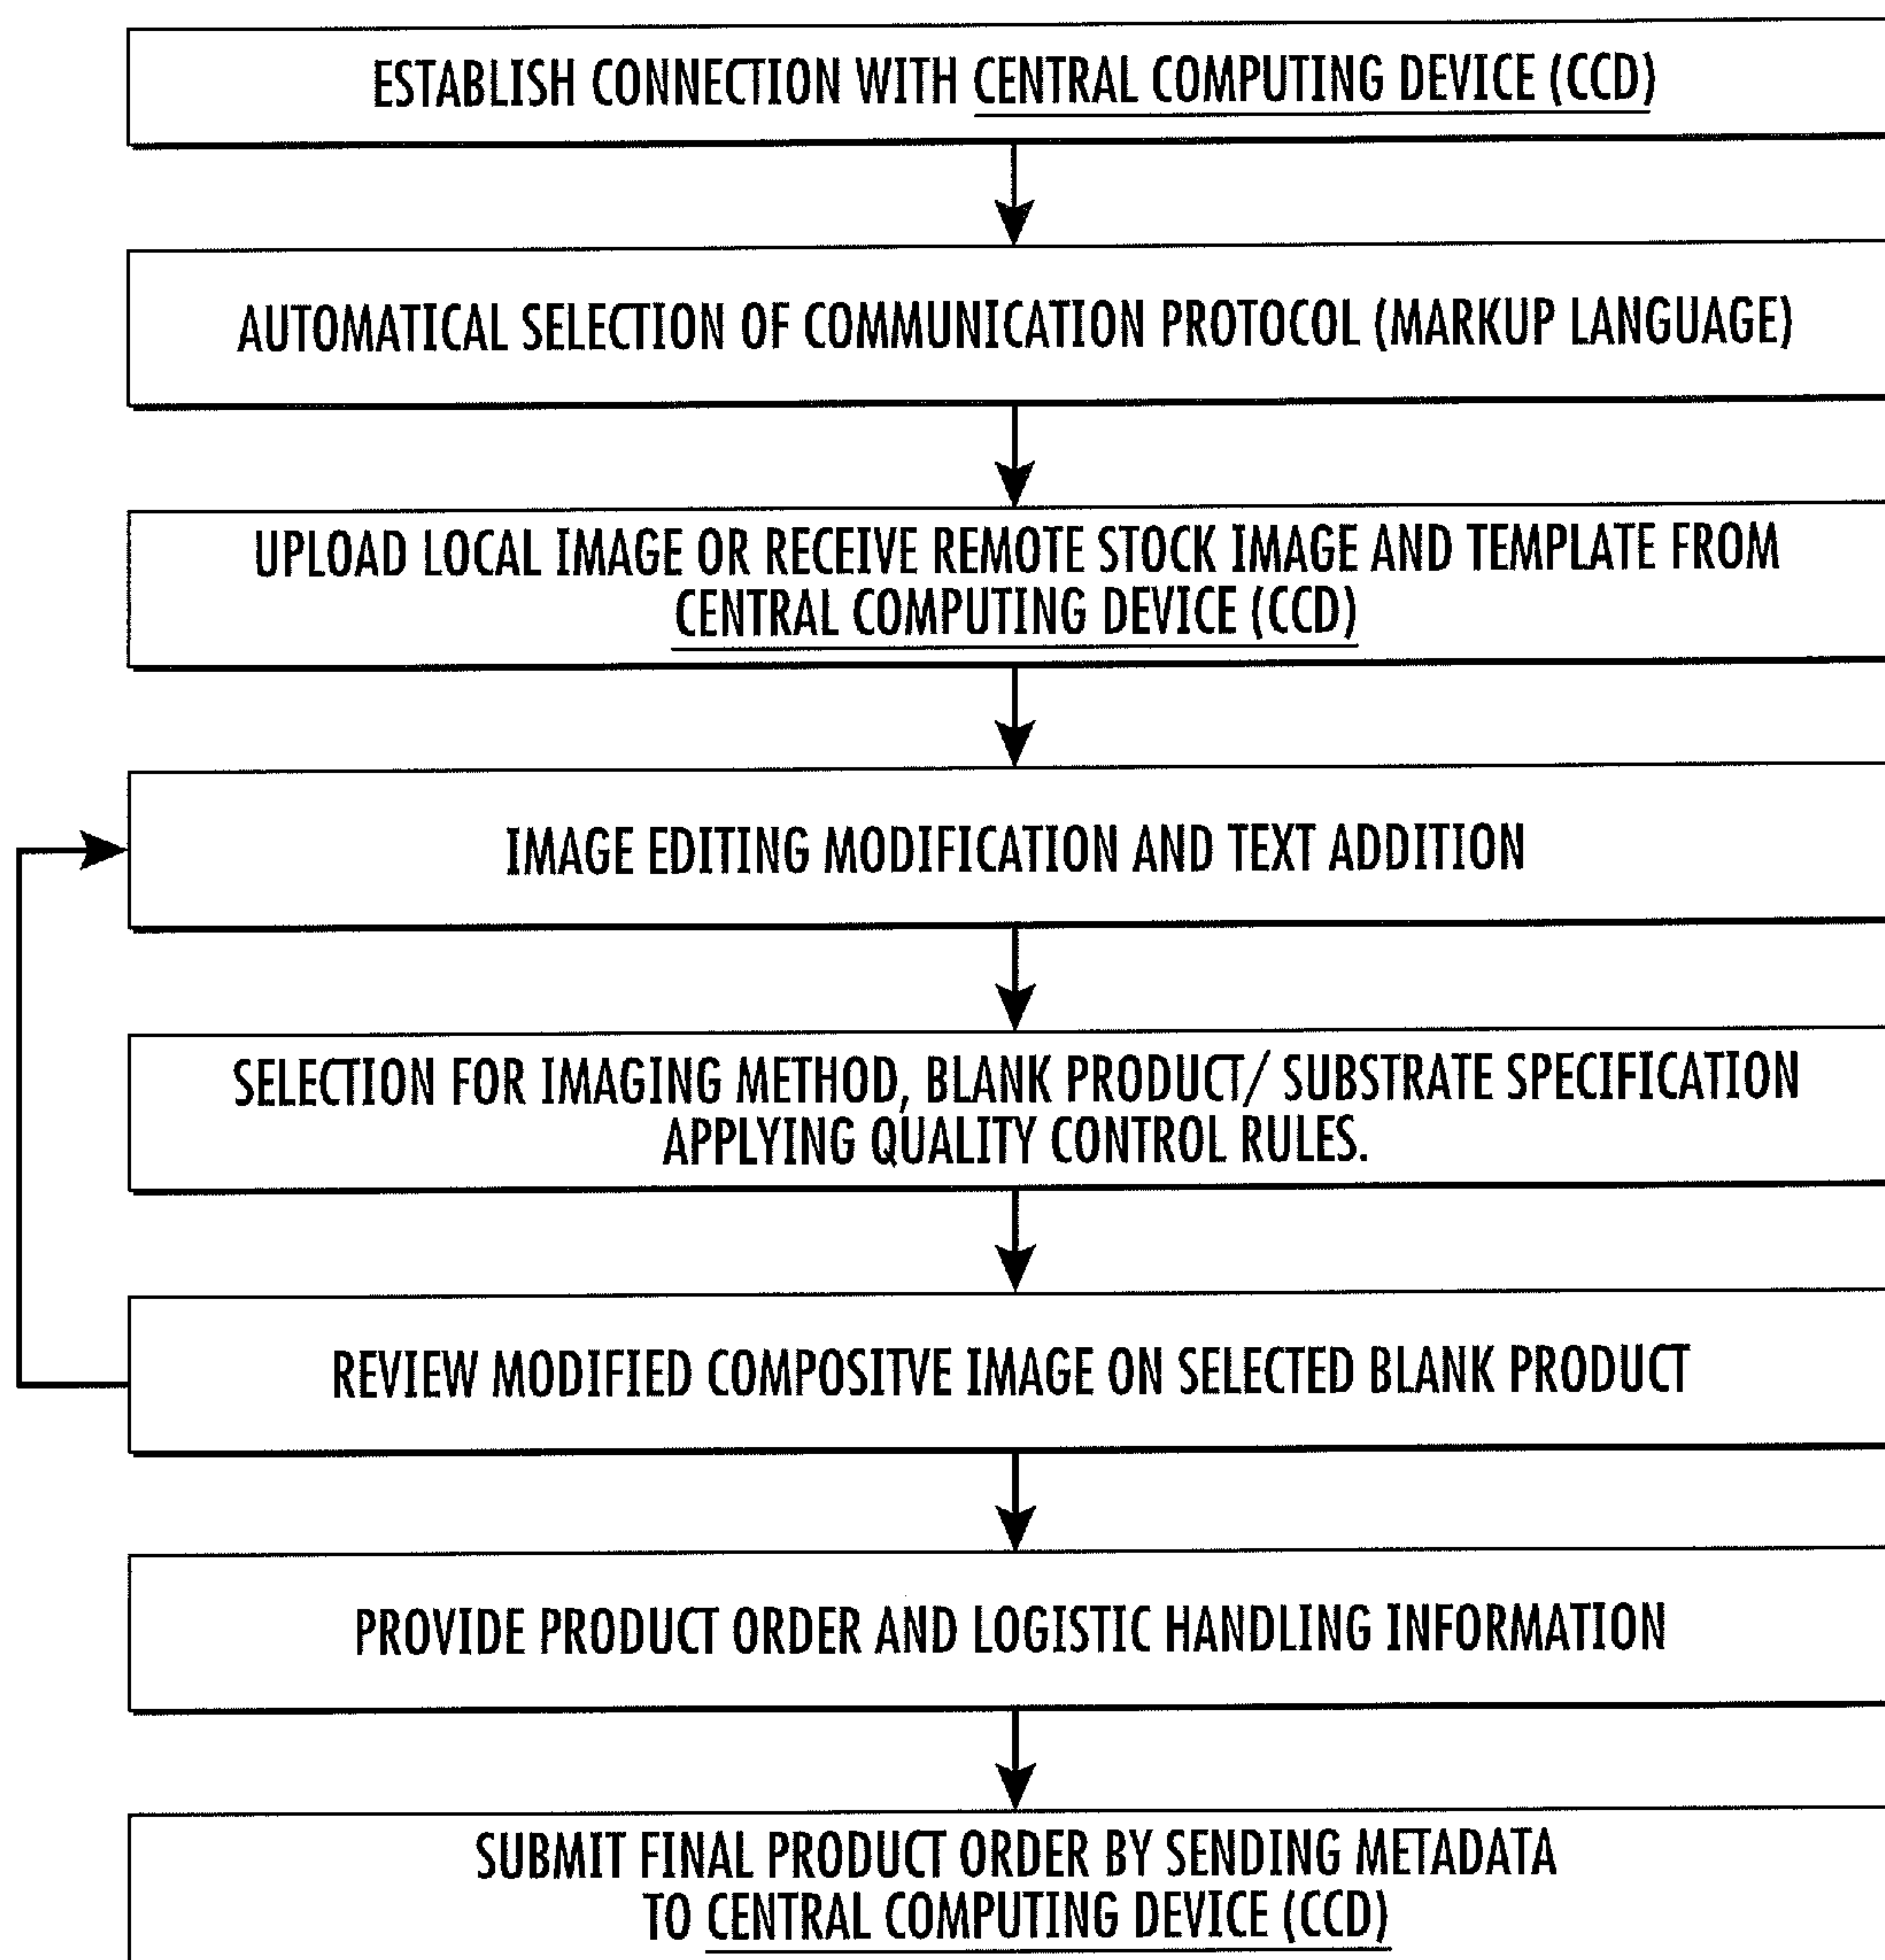 ESTABLISH CONNECTION WITH CENTRAL COMPUTING DEVICE (CCD)
AUTOMATICAL SELECTION OF COMMUNICATION PROTOCOL (MARKUP LANGUAGE)
UPLOAD LOCAL IMAGE OR RECEIVE REMOTE STOCK IMAGE AND TEMPLATE FROM
CENTRAL COMPUTING DEVICE (CCD)
IMAGE EDITING MODIFICATION AND TEXT ADDITION
SELECTION FOR IMAGING METHOD, BLANK PRODUCT/ SUBSTRATE SPECIFICATION
APPLYING QUALITY CONTROL RULES.
REVIEW MODIFIED COMPOSITVE IMAGE ON SELECTED BLANK PRODUCT
PROVIDE PRODUCT ORDER AND LOGISTIC HANDLING INFORMATION
SUBMIT FINAL PRODUCT ORDER BY SENDING METADATA
TO CENTRAL COMPUTING DEVICE (CCD)